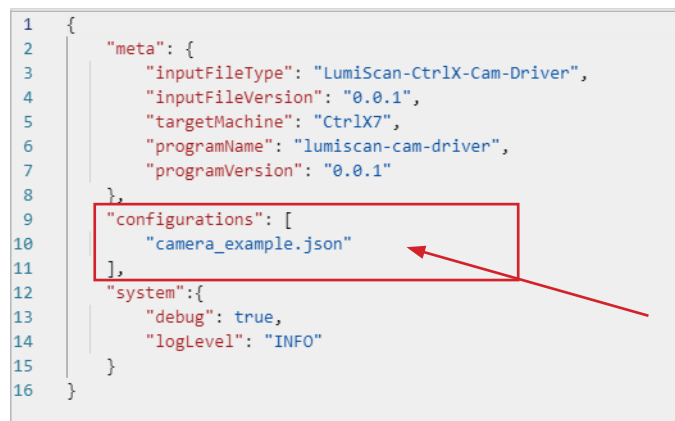 1 {
2 "meta": {
3 "inputFileType": "LumiScan-CtrlX-Cam-Driver",
4 "inputFileVersion": "0.0.1",
5 "targetMachine": "CtrlX7",
6 "programName": "lumiscan-cam-driver",
7 "programVersion": "0.0.1"
8 },
9 "configurations": [
10 "camera_example.json"
11 ],
12 "system":{
13 "debug": true,
14 "logLevel": "INFO"
15 }
16 }